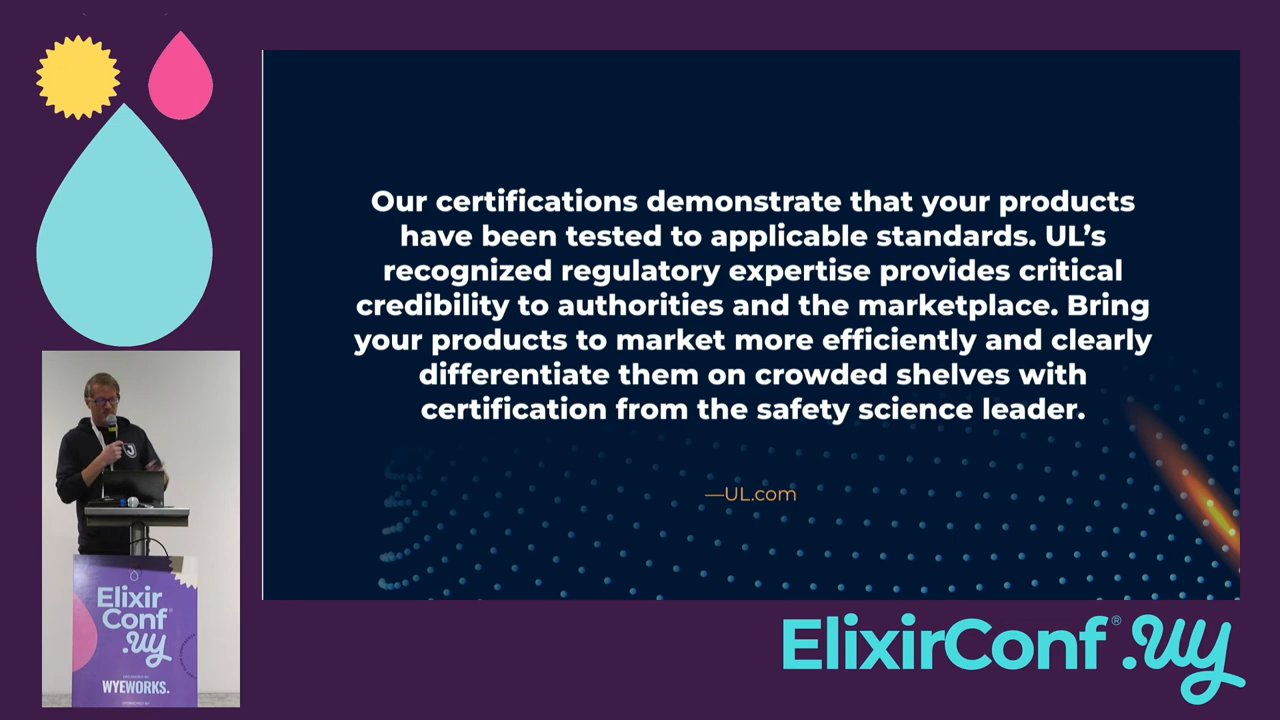 Our certifications demonstrate that your products
have been tested to applicable standards. UL’s
recognized regulatory expertise provides critical
credibility to authorities and the marketplace. Bring
your products to market more efficiently and clearly
differentiate them on crowded shelves with
certification from the safety science leader.
—UL.com
Elixir
Conf®
.uy
WYEWORKS.
ElixirConf® .uy